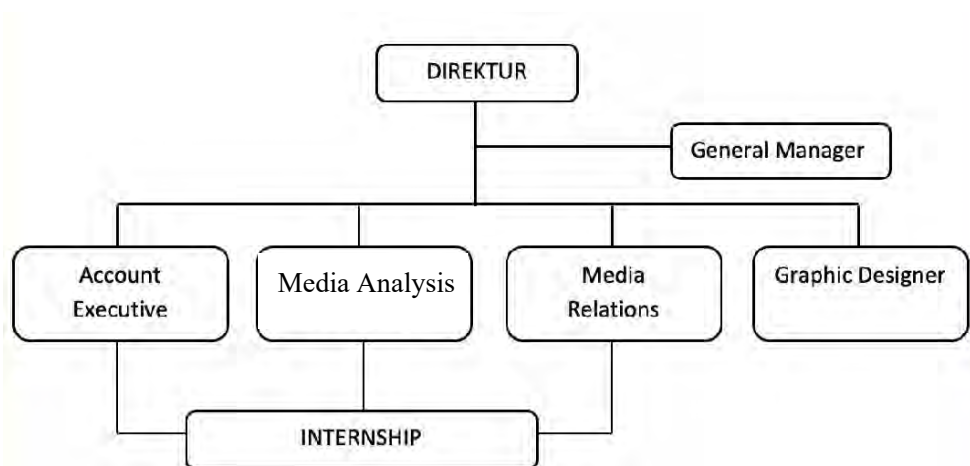 DIREKTUR
General Manager
Account
Executive
Media Analysis
Media
Relations
Graphic Designer
INTERNSHIP